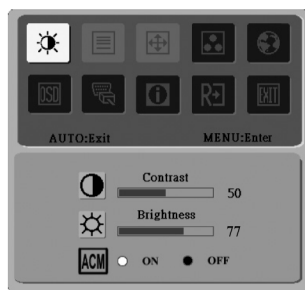 OSD
R
EXIT
AUTO:Exit MENU:Enter
Contrast
50
Brightness
77
ACM ON OFF